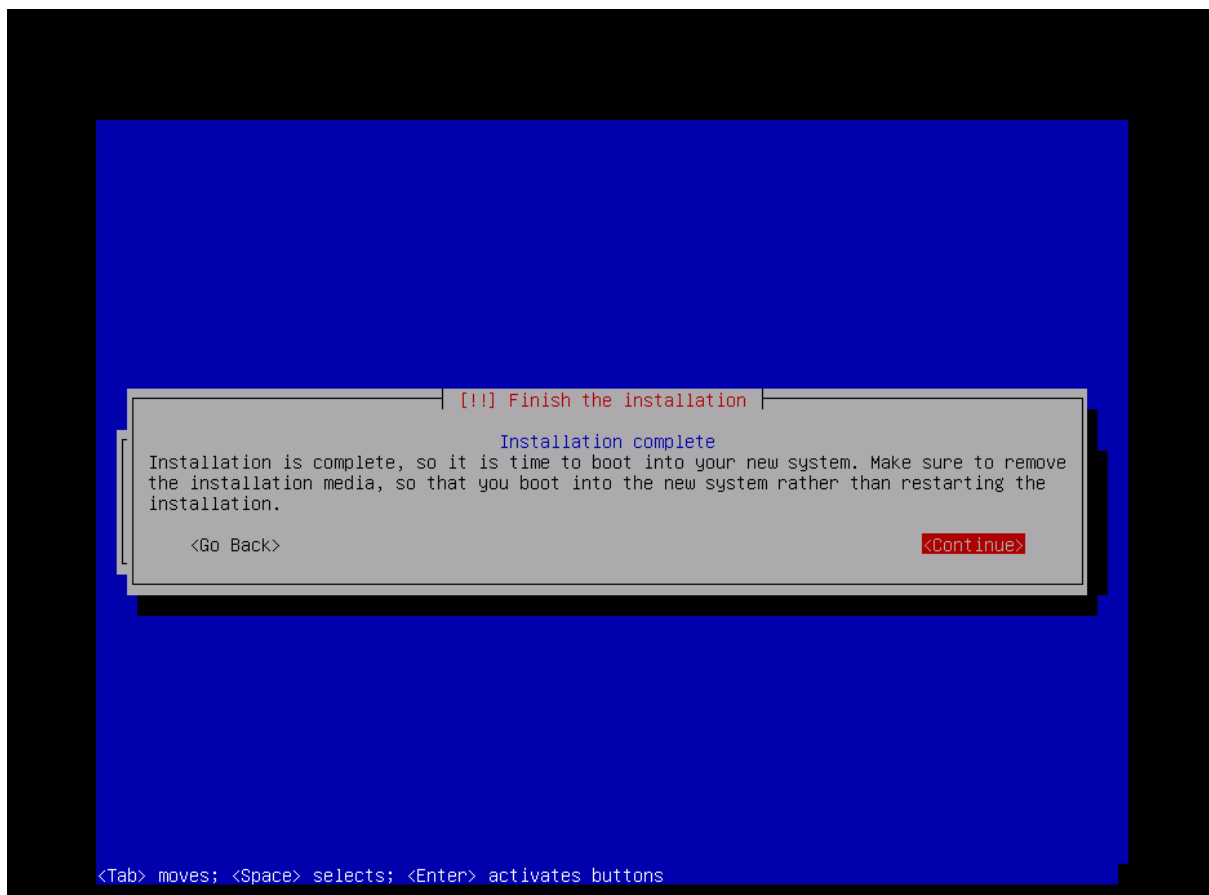 [!!] Finish the installation
Installation complete
Installation is complete, so it is time to boot into your new system. Make sure to remove
the installation media, so that you boot into the new system rather than restarting the
installation.
<Go Back> <Continue>
<Tab> moves; <Space> selects; <Enter> activates buttons